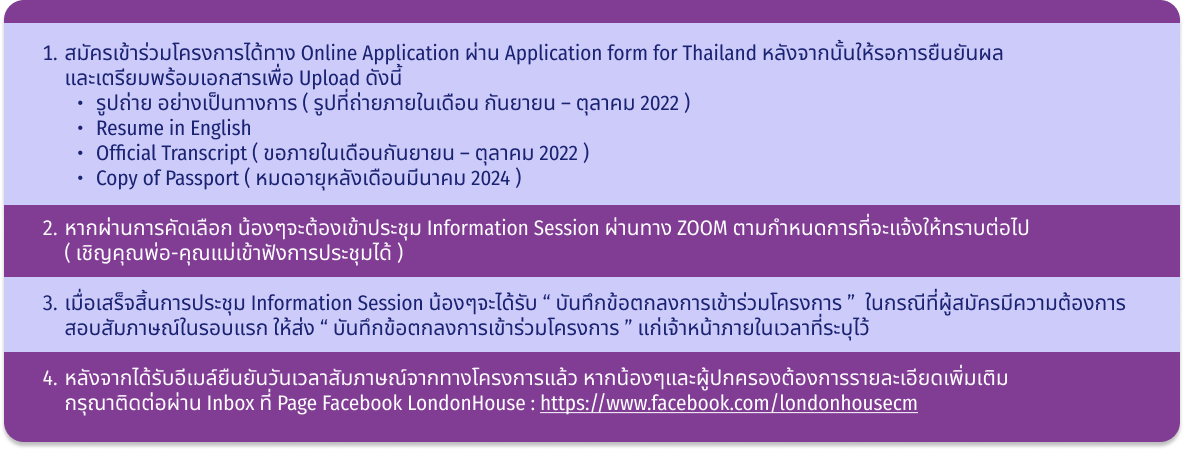 1. สมัครเข้าร่วมโครงการได้ทาง Online Application ผ่าน Application form for Thailand หลังจากนั้นให้รอการยืนยันผล
และเตรียมพร้อมเอกสารเพื่อ Upload ดังนี้
• รูปถ่าย อย่างเป็นทางการ ( รูปที่ถ่ายภายในเดือน กันยายน – ตุลาคม 2022 )
• Resume in English
• Official Transcript ( ขอภายในเดือนกันยายน – ตุลาคม 2022 )
• Copy of Passport ( หมดอายุหลังเดือนมีนาคม 2024 )
2. หากผ่านการคัดเลือก น้องๆจะต้องเข้าประชุม Information Session ผ่านทาง ZOOM ตามกำหนดการที่จะแจ้งให้ทราบต่อไป
( เชิญคุณพ่อ-คุณแม่เข้าฟังการประชุมได้ )
3. เมื่อเสร็จสิ้นการประชุม Information Session น้องๆจะได้รับ “ บันทึกข้อตกลงการเข้าร่วมโครงการ ” ในกรณีที่ผู้สมัครมีความต้องการ
สอบสัมภาษณ์ในรอบแรก ให้ส่ง “ บันทึกข้อตกลงการเข้าร่วมโครงการ ” แก่เจ้าหน้าภายในเวลาที่ระบุไว้
4. หลังจากได้รับอีเมล์ยืนยันวันเวลาสัมภาษณ์จากทางโครงการแล้ว หากน้องๆและผู้ปกครองต้องการรายละเอียดเพิ่มเติม
กรุณาติดต่อผ่าน Inbox ที่ Page Facebook LondonHouse : https://www.facebook.com/londonhousecm